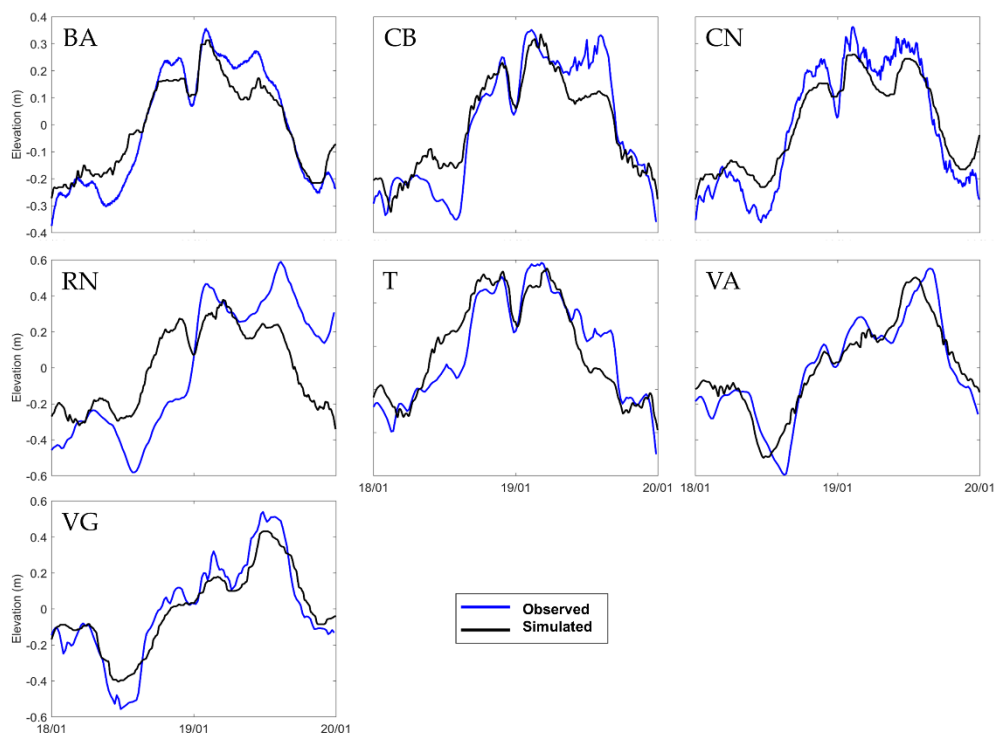 BA
CB
CN
Elevation (m)
0.4
0.3
0.2
0.1
0
-0.1
-0.2
-0.3
-0.4
RN
T
VA
Elevation (m)
0.6
0.4
0.2
0
-0.2
-0.4
-0.6
18/01
19/01
20/01
18/01
19/01
20/01
VG
Elevation (m)
0.6
0.4
0.2
0
-0.2
-0.4
-0.6
18/01
19/01
20/01
Observed
Simulated